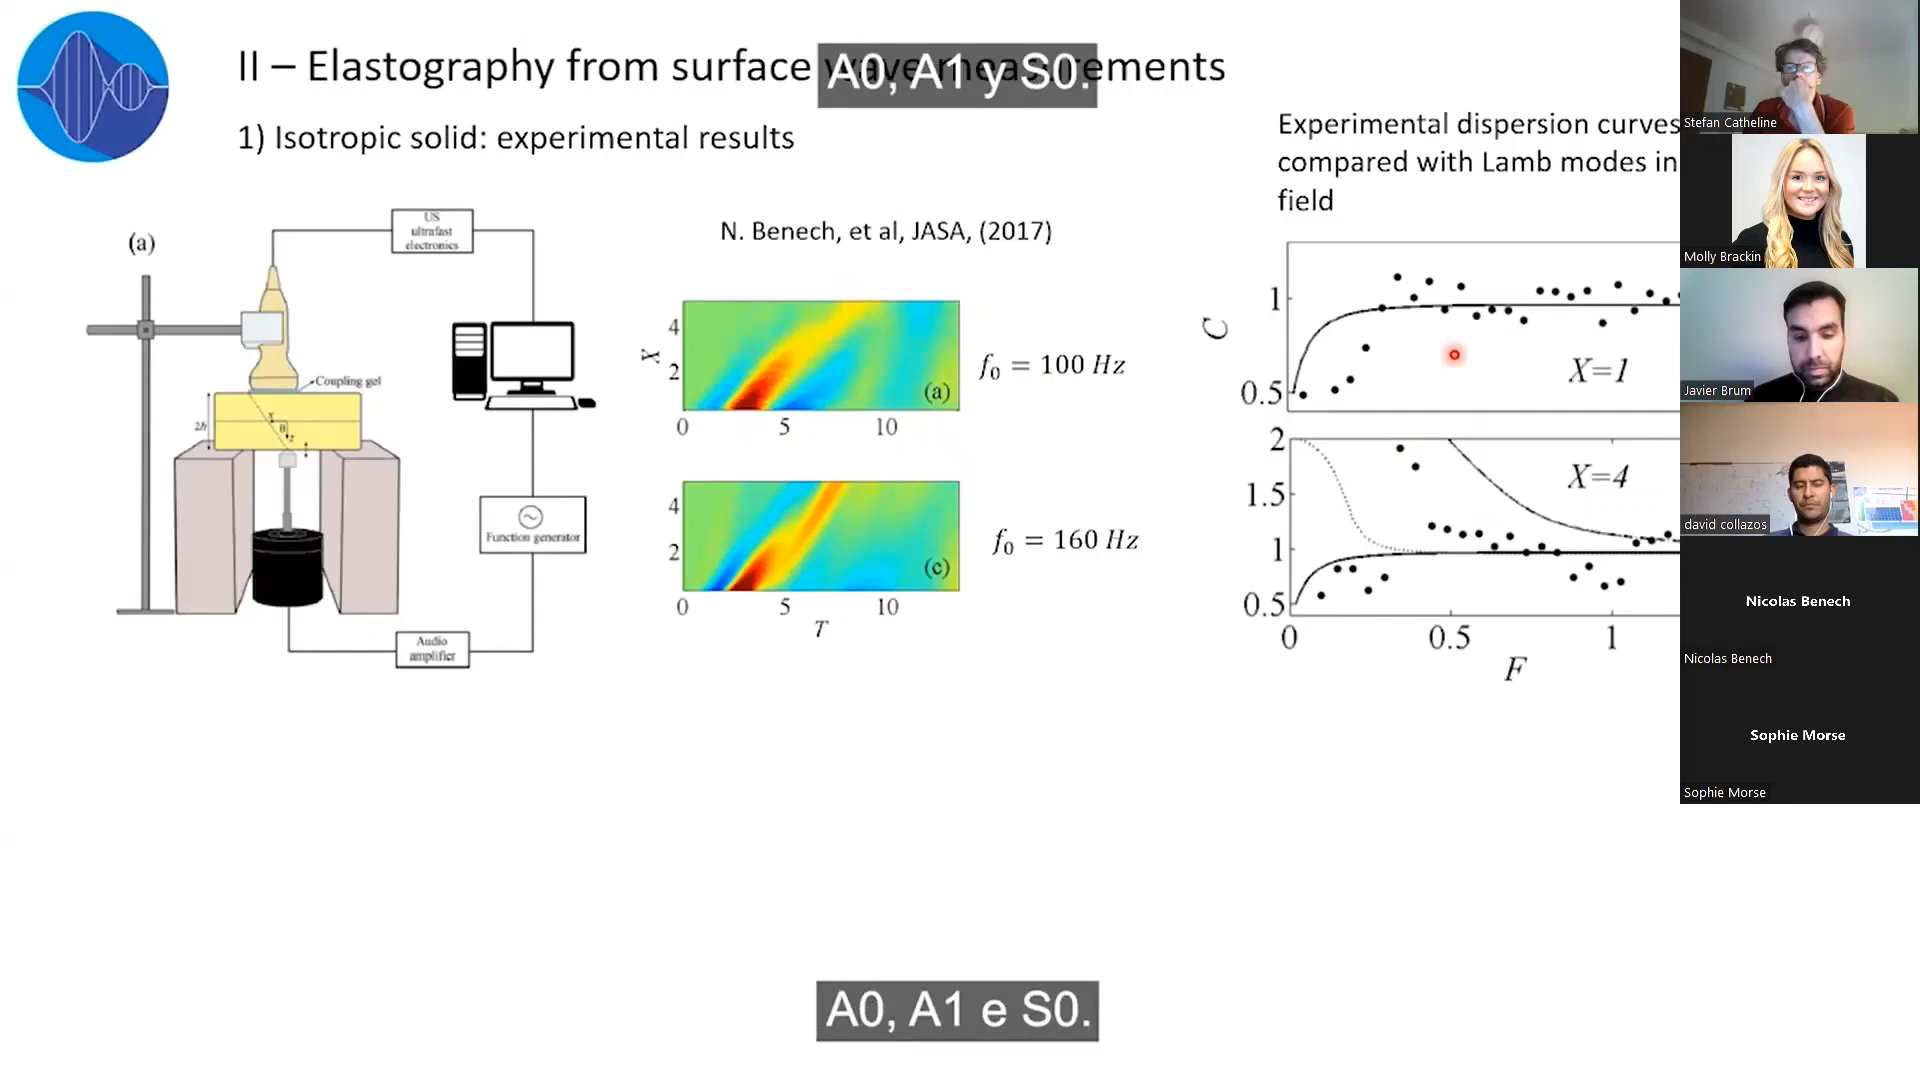 II – Elastography from surface wave measurements
A0, A1 y S0.
1) Isotropic solid: experimental results
Experimental dispersion curves
compared with Lamb modes in
field
N. Benech, et al, JASA, (2017)
(a)
US
ultrafast
electronics
Coupling gel
2h
x
θ
z
Function generator
Audio
amplifier
X
4
2
(a)
0
5
10
f₀ = 100 Hz
4
2
(c)
0
5
10
T
f₀ = 160 Hz
C
1
0.5
X=1
2
1.5
1
0.5
X=4
0
0.5
1
F
Stefan Catheline
Molly Brackin
Javier Brum
david collazos
Nicolas Benech
Nicolas Benech
Sophie Morse
Sophie Morse
A0, A1 e S0.